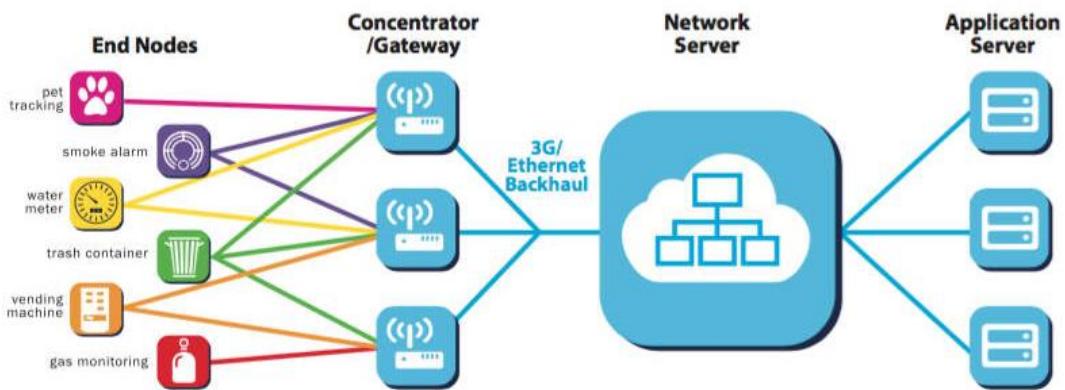 End Nodes
Concentrator
/Gateway
Network
Server
Application
Server
pet
tracking
smoke alarm
water
meter
trash container
vending
machine
gas monitoring
3G/
Ethernet
Backhaul